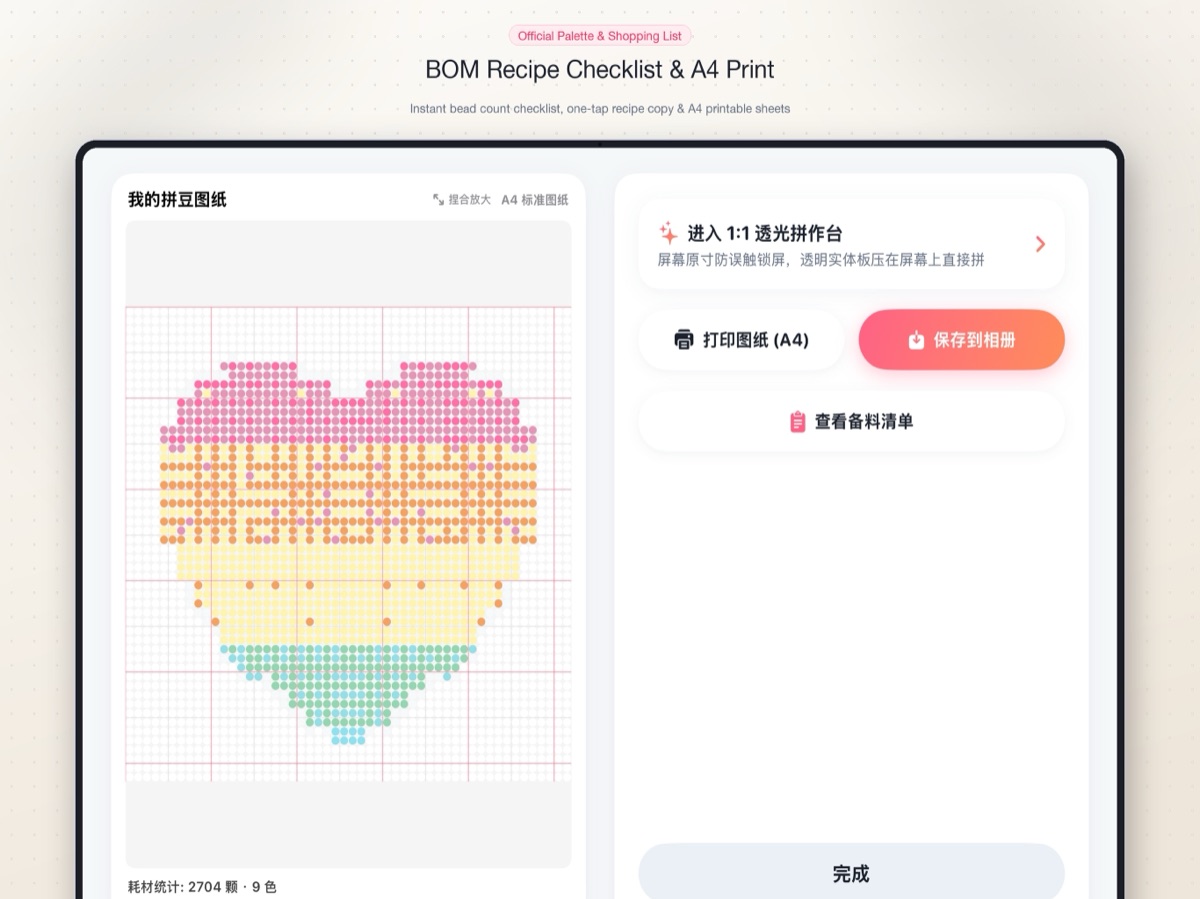 Official Palette & Shopping List
BOM Recipe Checklist & A4 Print
Instant bead count checklist, one-tap recipe copy & A4 printable sheets
我的拼豆图纸
捏合放大 A4 标准图纸
耗材统计: 2704 颗 · 9 色
进入 1:1 透光拼作台
屏幕原寸防误触锁屏，透明实体板压在屏幕上直接拼
打印图纸 (A4)
保存到相册
查看备料清单
完成